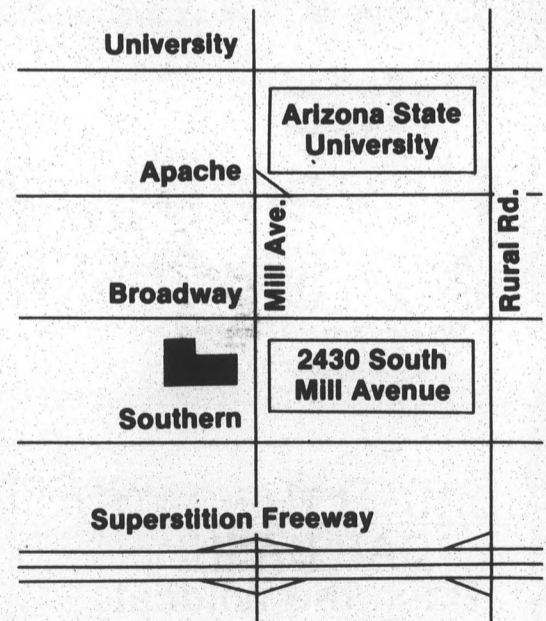 University
Arizona State
University
Apache
Mill Ave.
Rural Rd.
Broadway
2430 South
Mill Avenue
Southern
Superstition Freeway